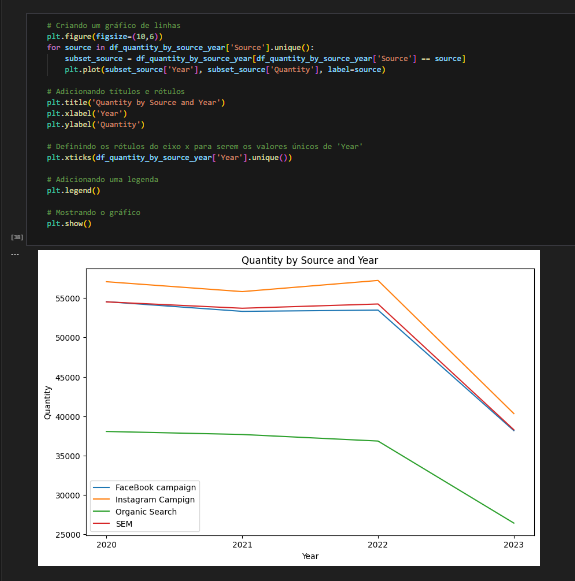 # Criando um gráfico de linhas
plt.figure(figsize=(10,6))
for source in df_quantity_by_source_year['Source'].unique():
    subset_source = df_quantity_by_source_year[df_quantity_by_source_year['Source'] == source]
    plt.plot(subset_source['Year'], subset_source['Quantity'], label=source)
# Adicionando títulos e rótulos
plt.title('Quantity by Source and Year')
plt.xlabel('Year')
plt.ylabel('Quantity')
# Definindo os rótulos do eixo x para serem os valores únicos de 'Year'
plt.xticks(df_quantity_by_source_year['Year'].unique())
# Adicionando uma legenda
plt.legend()
# Mostrando o gráfico
plt.show()
[38]
...
Quantity by Source and Year
55000
50000
45000
40000
35000
30000
25000
Quantity
FaceBook campaign
Instagram Campign
Organic Search
SEM
2020 2021 2022 2023
Year